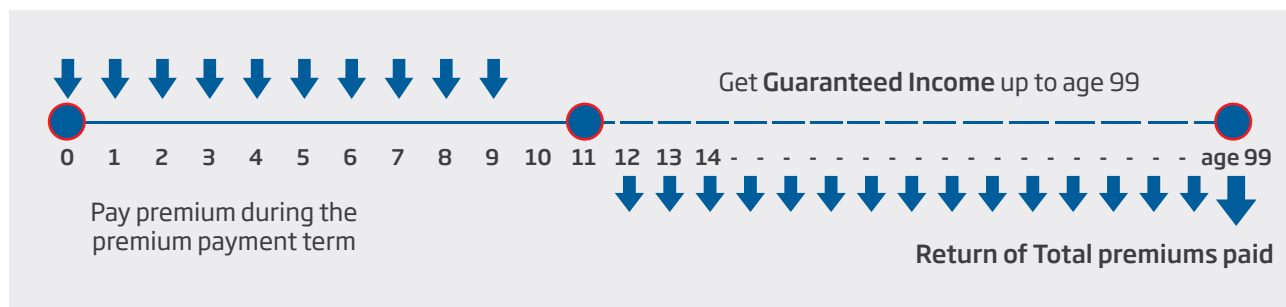 Get Guaranteed Income up to age 99
0 1 2 3 4 5 6 7 8 9 10 11 12 13 14 - - - - - - - - - - - - - - - - - age 99
Pay premium during the
premium payment term
Return of Total premiums paid